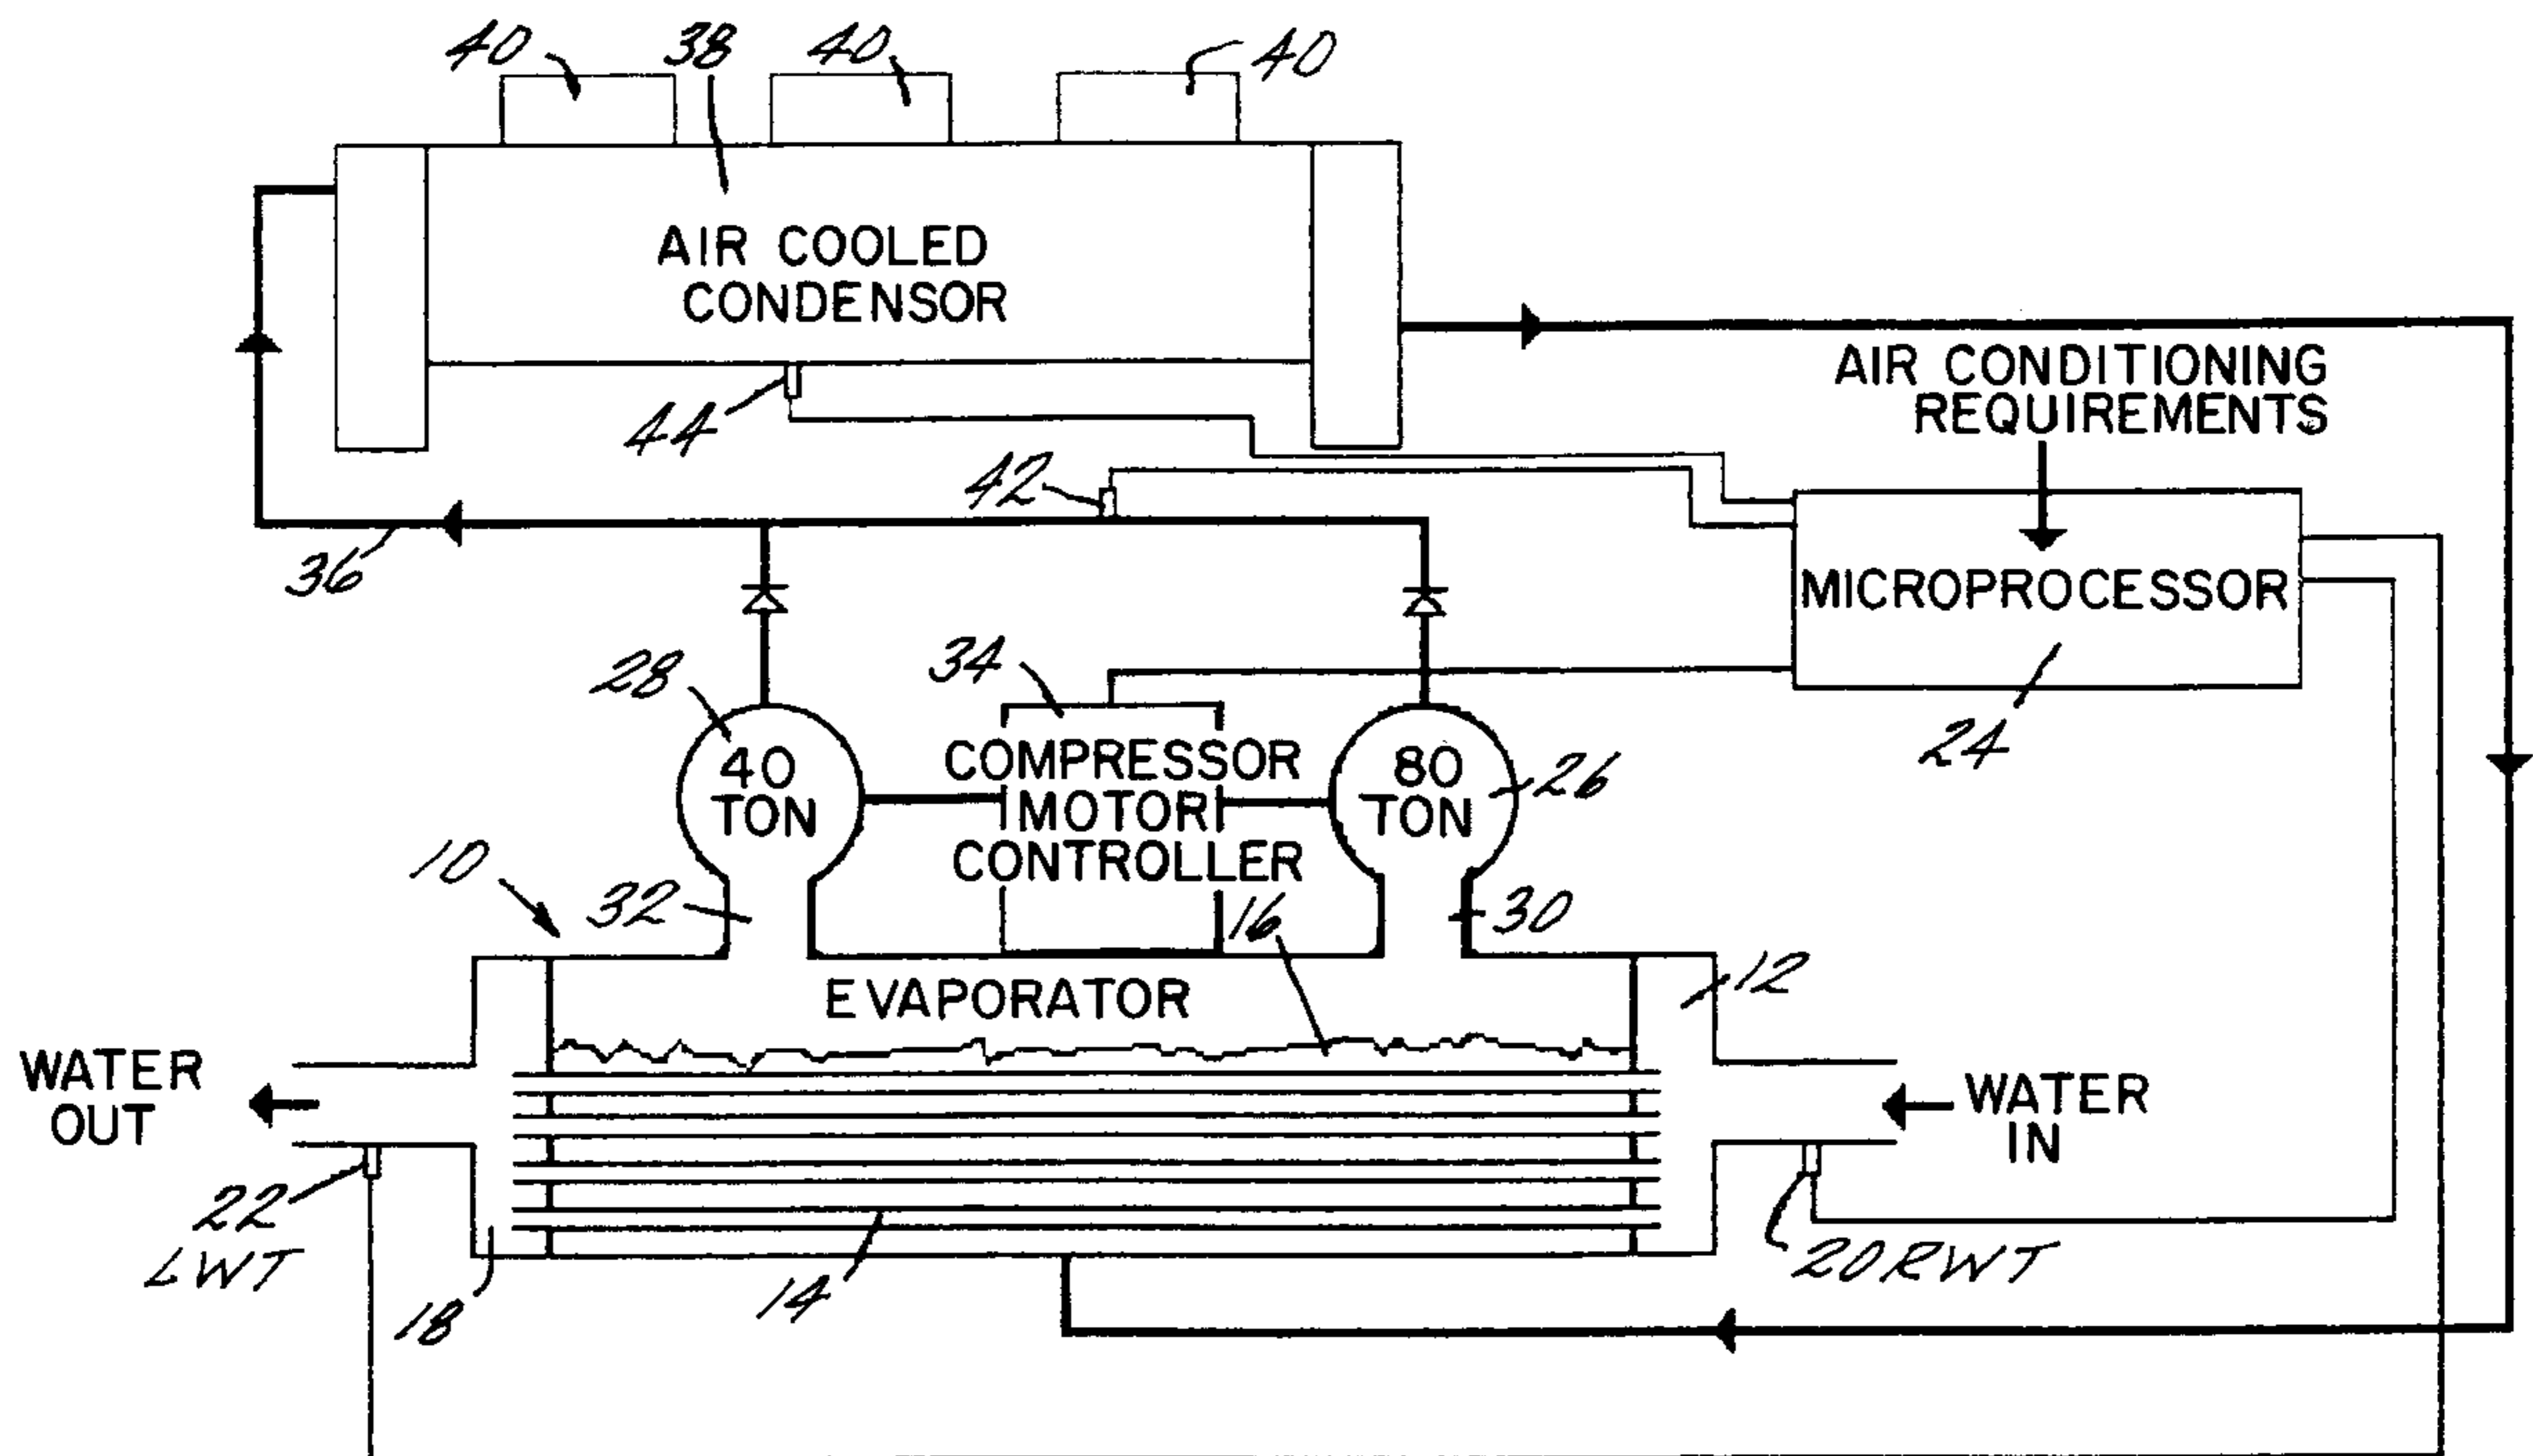 40
38
40
40
AIR COOLED
CONDENSOR
AIR CONDITIONING
REQUIREMENTS
44
42
36
MICROPROCESSOR
28
34
24
40
TON
COMPRESSOR
MOTOR
CONTROLLER
80
TON
26
10
32
16
30
12
EVAPORATOR
WATER
OUT
WATER
IN
22
LWT
18
14
20 RWT